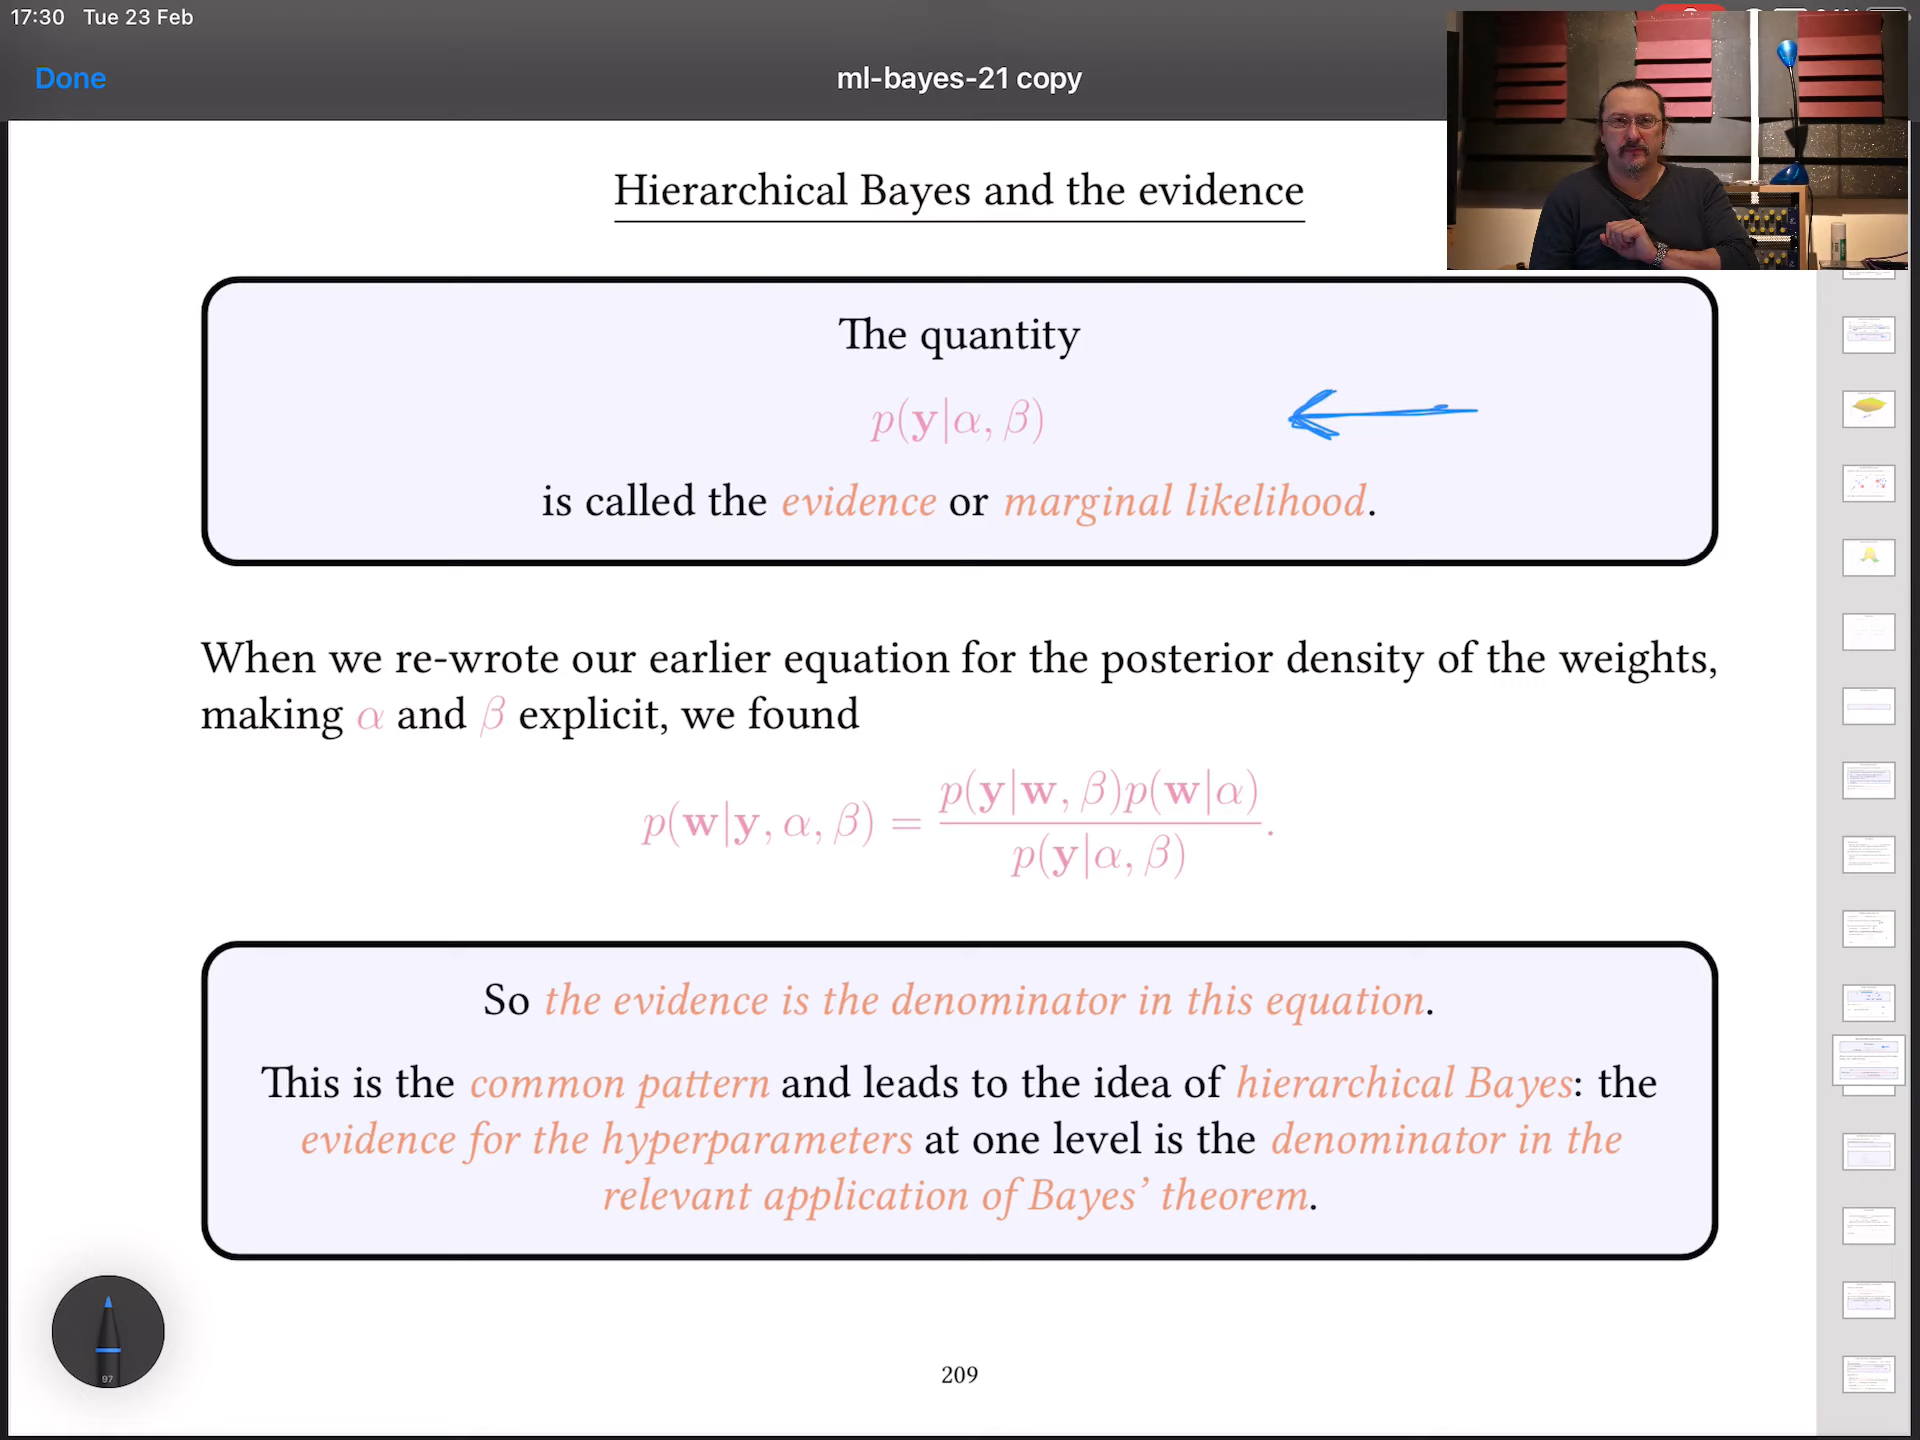 17:30 Tue 23 Feb
Done
ml-bayes-21 copy
Hierarchical Bayes and the evidence
The quantity
p(y|α, β)
is called the evidence or marginal likelihood.
When we re-wrote our earlier equation for the posterior density of the weights,
making α and β explicit, we found
p(w|y, α, β) = p(y|w, β)p(w|α) / p(y|α, β).
So the evidence is the denominator in this equation.
This is the common pattern and leads to the idea of hierarchical Bayes: the
evidence for the hyperparameters at one level is the denominator in the
relevant application of Bayes’ theorem.
97
209